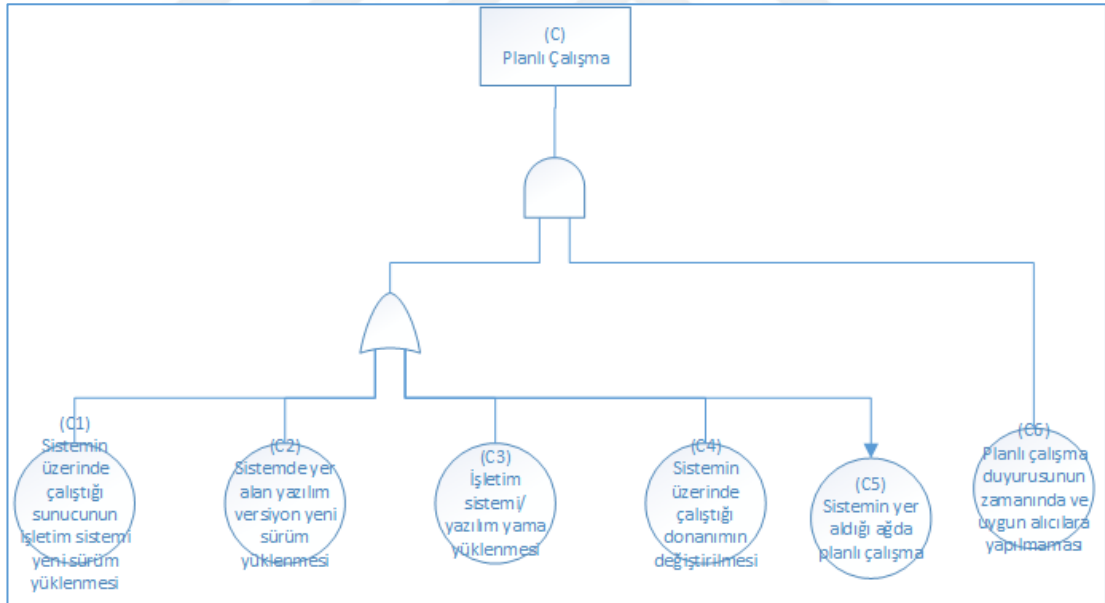 (C)
Planlı Çalışma
(C1)
Sistemin
üzerinde
çalıştığı
sunucunun
işletim sistemi
yeni sürüm
yüklenmesi
(C2)
Sistemde yer
alan yazılım
versiyon yeni
sürüm
yüklenmesi
(C3)
İşletim
sistemi/
yazılım yama
yüklenmesi
(C4)
Sistemin
üzerinde
çalıştığı
donanımın
değiştirilmesi
(C5)
Sistemin yer
aldığı ağda
planlı çalışma
(C6)
Planlı çalışma
duyurusunun
zamanında ve
uygun alıcılara
yapılmaması